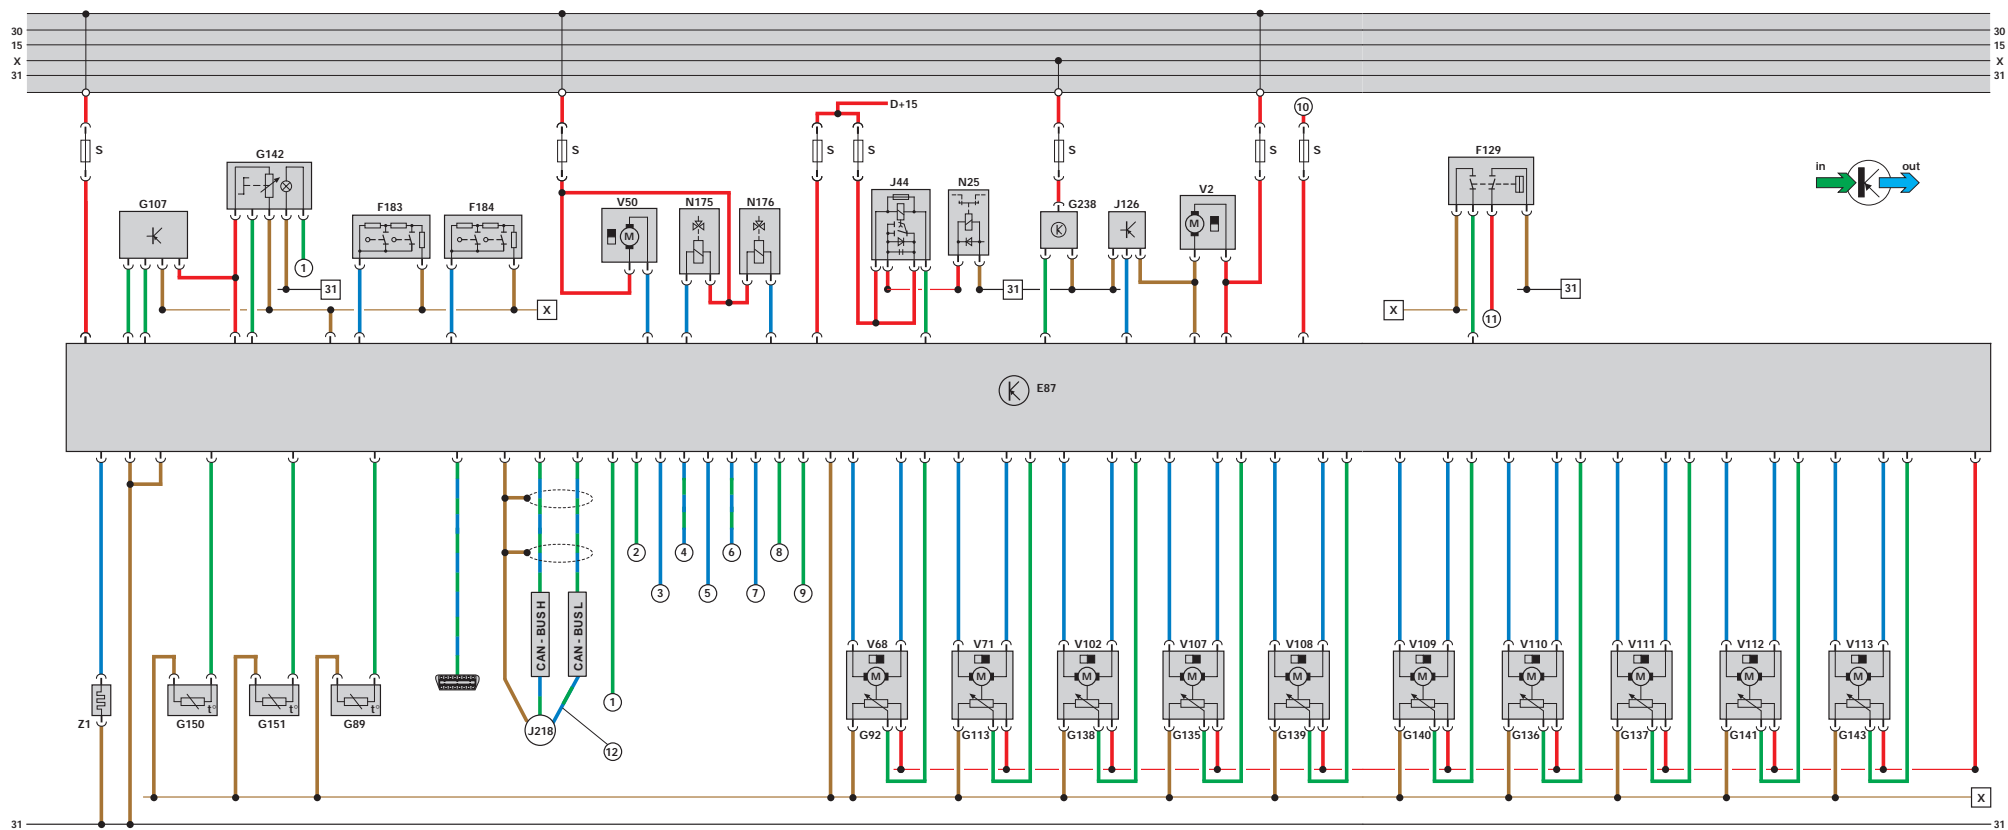 30 30
15 15
X X
31 31
D+15
10
S S S S S S S
in out
G142 F129
G107 F183 F184 V50 M N175 N176 J44 N25 G238 J126 V2 M
1 31 31 31
X X 11
E87
2 4 6 8
3 5 7 9
CAN - BUS H CAN - BUS L
V68 V71 V102 V107 V108 V109 V110 V111 V112 V113
M M M M M M M M M M
t° t° t°
1
Z1 G150 G151 G89 J218 12
G92 G113 G138 G135 G139 G140 G136 G137 G141 G143
X
31 31